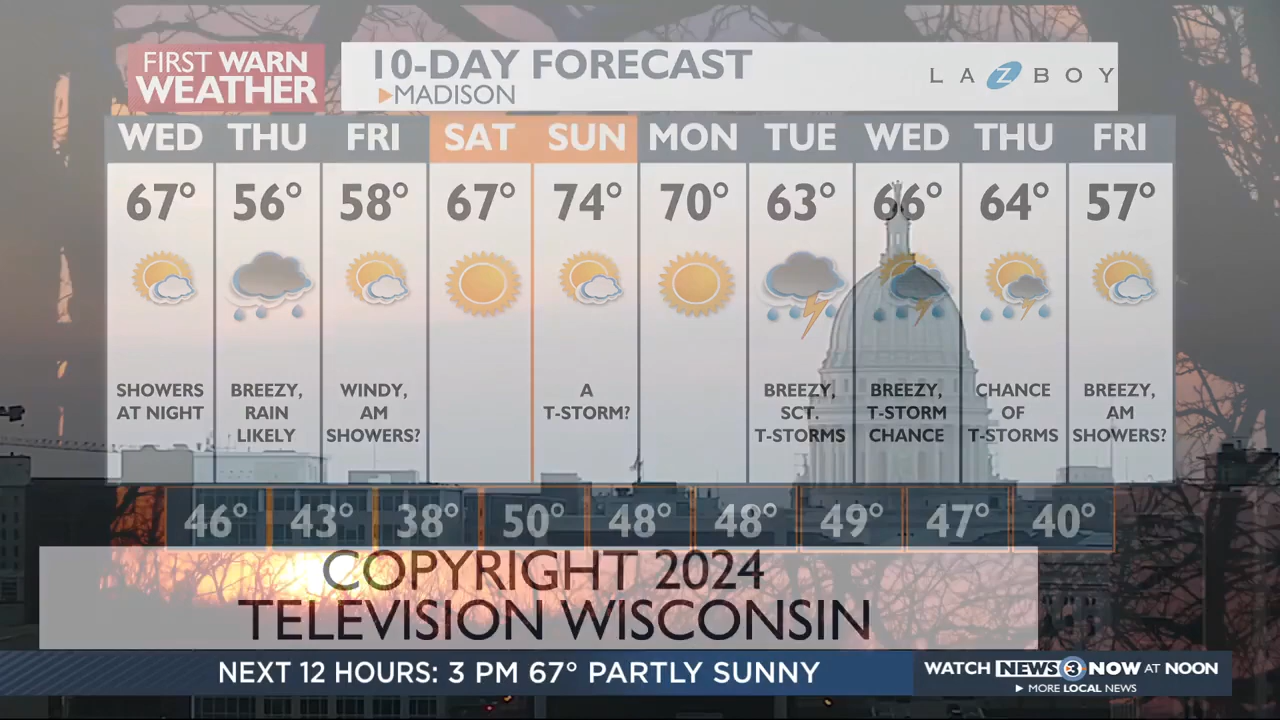 FIRST WARN
WEATHER
10-DAY FORECAST
MADISON
LA Z BOY
WED THU FRI SAT SUN MON TUE WED THU FRI
67° 56° 58° 67° 74° 70° 63° 66° 64° 57°
SHOWERS
AT NIGHT
BREEZY,
RAIN
LIKELY
WINDY,
AM
SHOWERS?
A
T-STORM?
BREEZY,
SCT.
T-STORMS
BREEZY,
T-STORM
CHANCE
CHANCE
OF
T-STORMS
BREEZY,
AM
SHOWERS?
46° 43° 38° 50° 48° 48° 49° 47° 40°
COPYRIGHT 2024
TELEVISION WISCONSIN
NEXT 12 HOURS: 3 PM 67° PARTLY SUNNY
WATCH NEWS 3 NOW AT NOON
MORE LOCAL NEWS